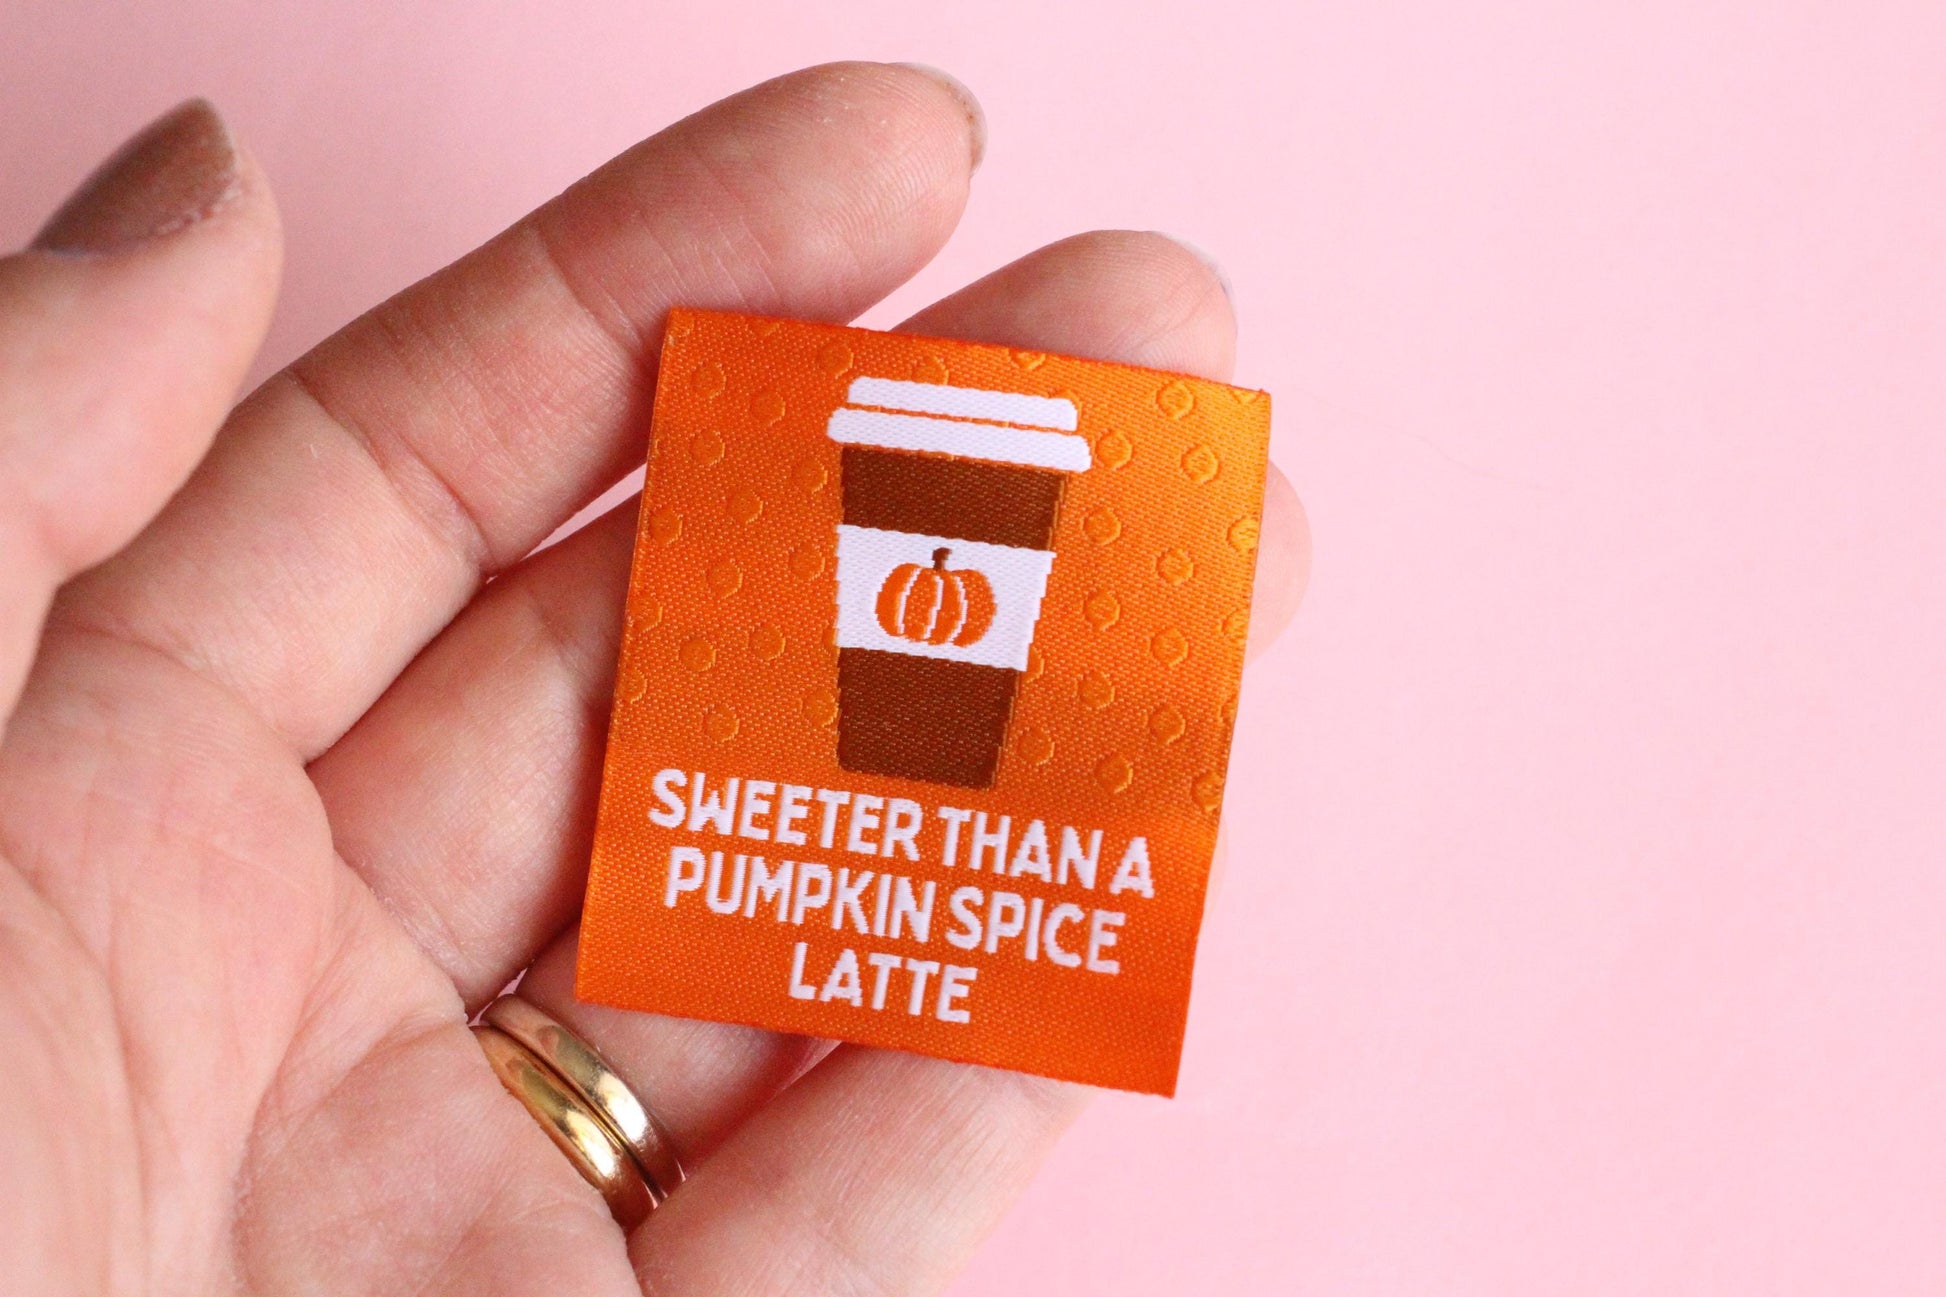 SWEETER THAN A
PUMPKIN SPICE
LATTE